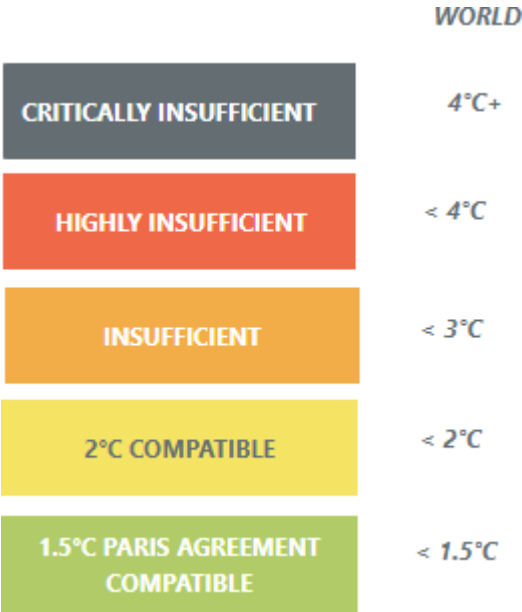 WORLD
CRITICALLY INSUFFICIENT
4°C+
HIGHLY INSUFFICIENT
< 4°C
INSUFFICIENT
< 3°C
2°C COMPATIBLE
< 2°C
1.5°C PARIS AGREEMENT
COMPATIBLE
< 1.5°C